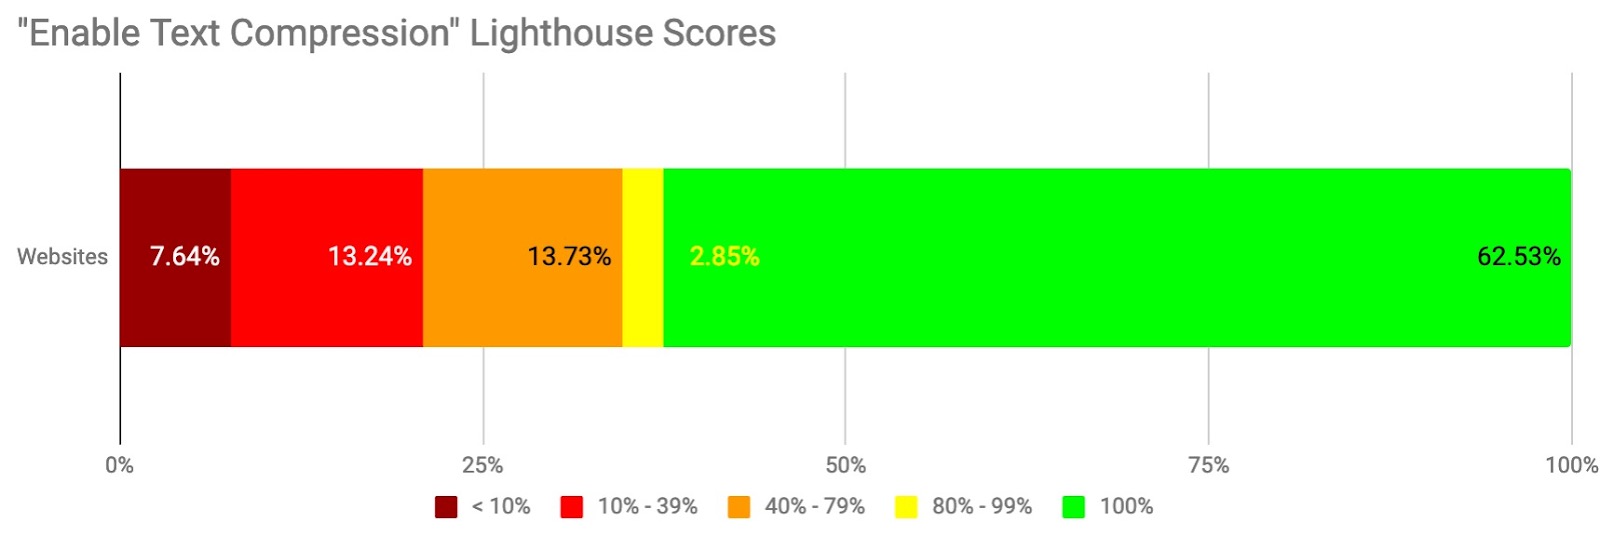 "Enable Text Compression" Lighthouse Scores
Websites 7.64% 13.24% 13.73% 2.85% 62.53%
0% 25% 50% 75% 100%
< 10% 10% - 39% 40% - 79% 80% - 99% 100%